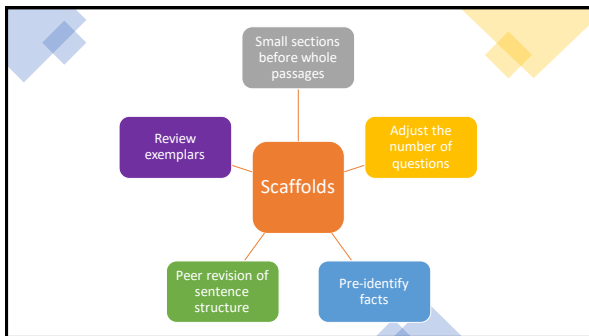 Small sections
before whole
passages
Review
exemplars
Adjust the
number of
questions
Scaffolds
Peer revision of
sentence
structure
Pre-identify
facts